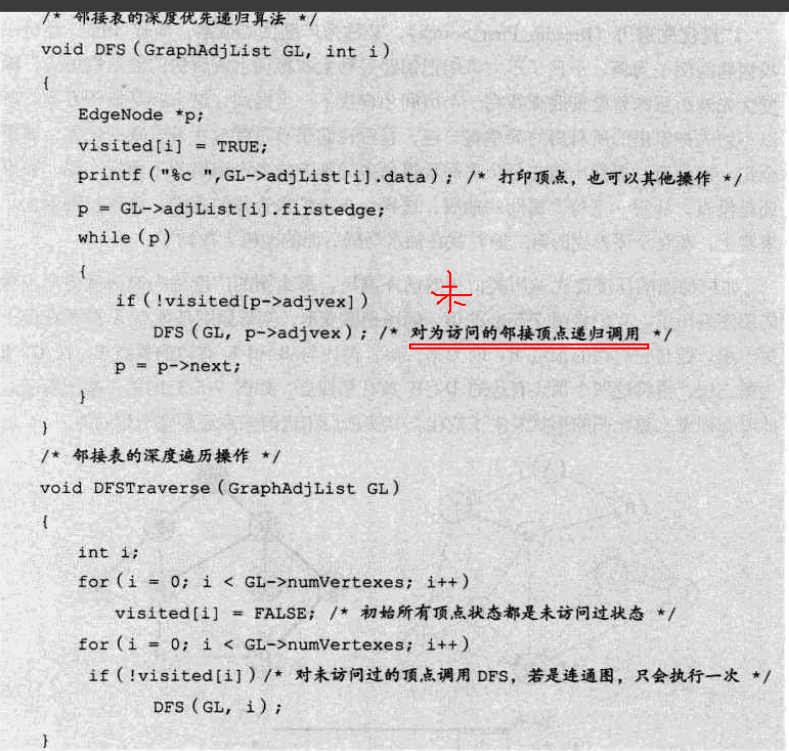 /* 邻接表的深度优先递归算法 */
void DFS(GraphAdjList GL, int i)
{
EdgeNode *p;
visited[i] = TRUE;
printf("%c ",GL->adjList[i].data); /* 打印顶点，也可以其他操作 */
p = GL->adjList[i].firstedge;
while(p)
{
if(!visited[p->adjvex])
未
DFS(GL, p->adjvex); /* 对为访问的邻接顶点递归调用 */
p = p->next;
}
}
/* 邻接表的深度遍历操作 */
void DFSTraverse(GraphAdjList GL)
{
int i;
for(i = 0; i < GL->numVertexes; i++)
visited[i] = FALSE; /* 初始所有顶点状态都是未访问过状态 */
for(i = 0; i < GL->numVertexes; i++)
if(!visited[i])/* 对未访问过的顶点调用DFS，若是连通图，只会执行一次 */
DFS(GL, i);
}